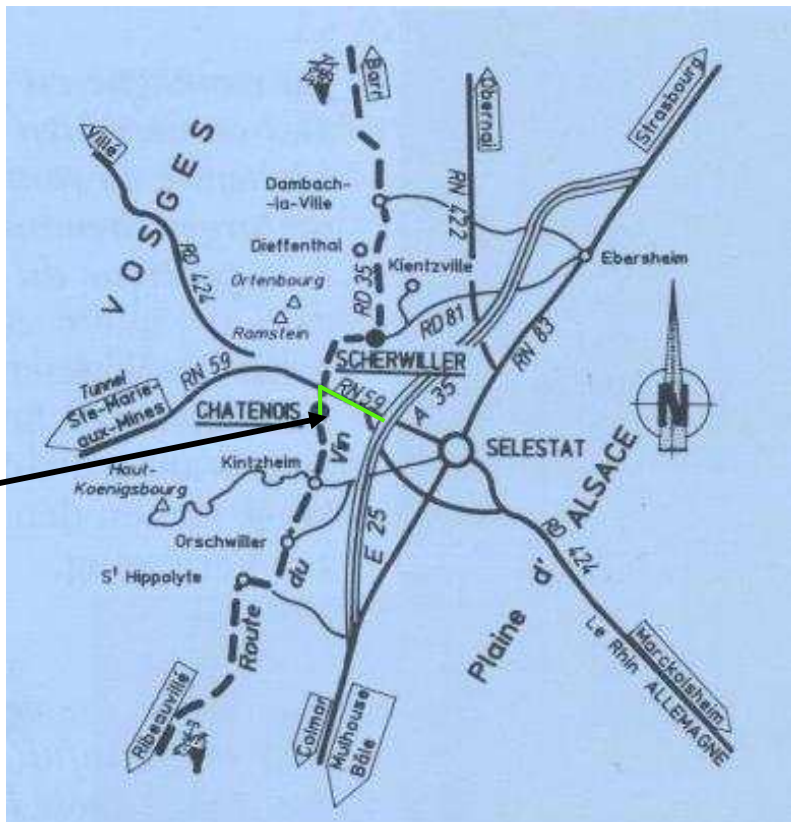 Barr
Obernai
Strasbourg
Villé
VOSGES
RN 422
Dambach-
-la-Ville
Dieffenthal
Kientzville
Ebersheim
RD 424
Ortenbourg
RD 35
Ramstein
RD 81
RN 83
SCHERWILLER
Tunnel
Ste-Marie-
aux-Mines
RN 59
RN 59
A 35
N
CHATENOIS
SELESTAT
Vin
Kintzheim
Haut-
Koenigsbourg
ALSACE
E 25
RD 424
Orschwiller
du
d'
St Hippolyte
Route
Plaine
Marckolsheim
Le Rhin ALLEMAGNE
Ribeauvillé
Colmar
Mulhouse
Bâle